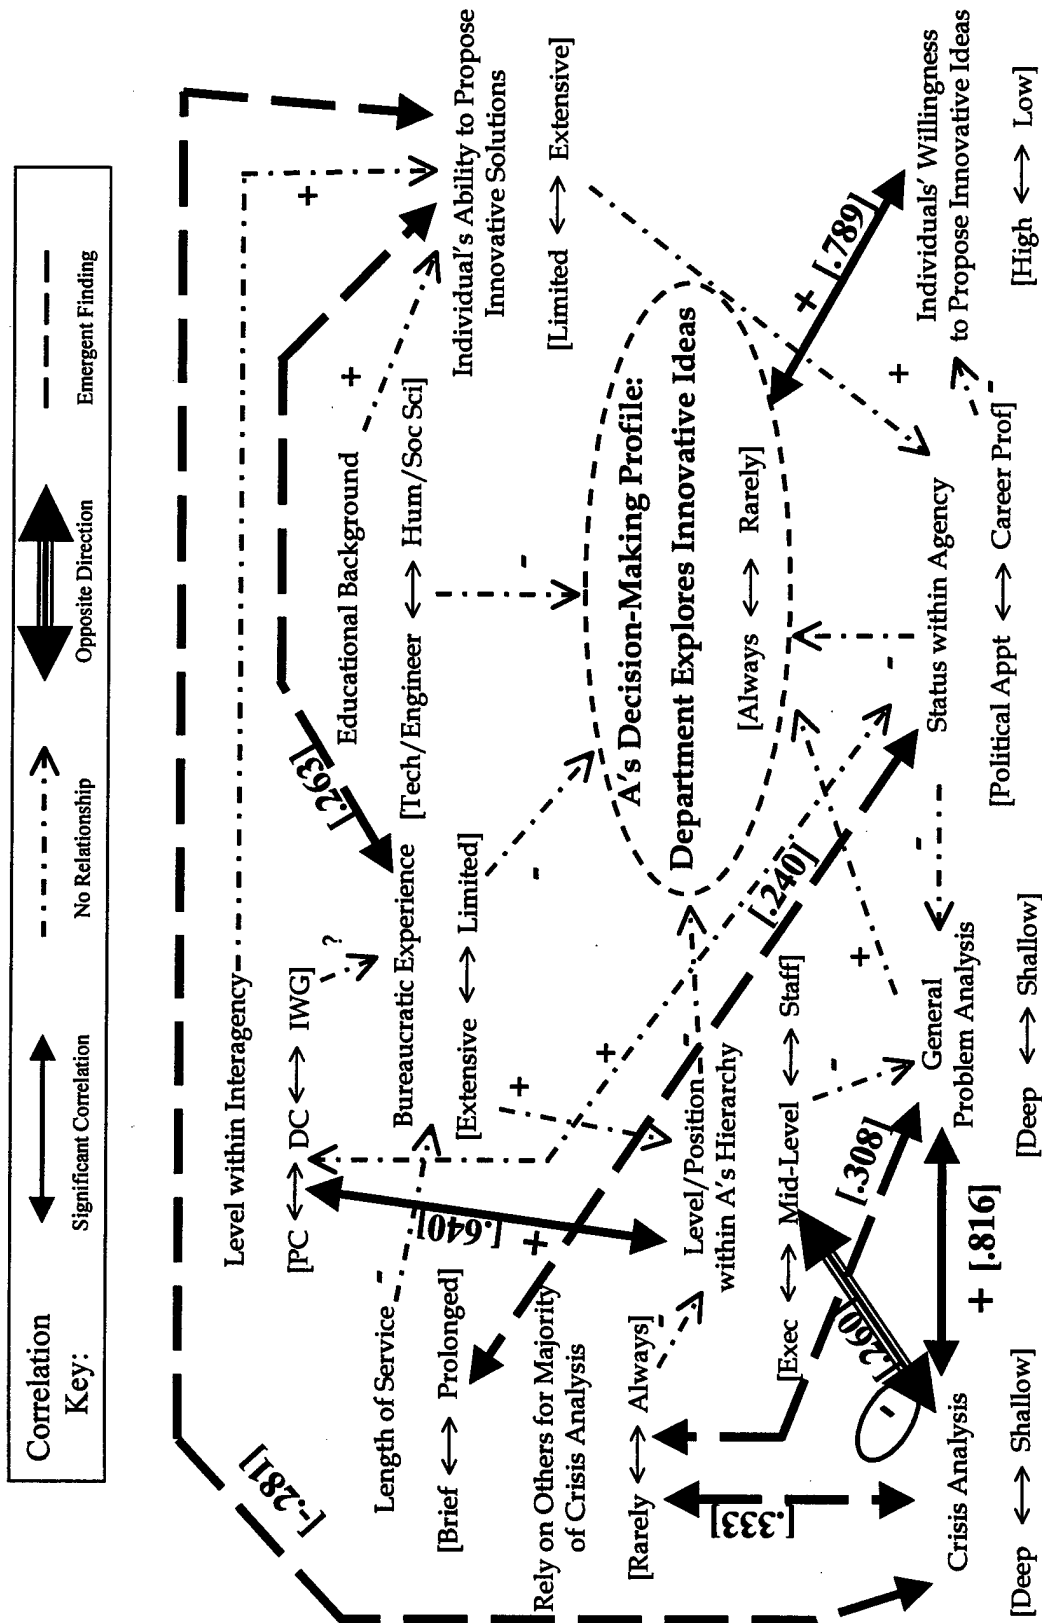 Correlation
Key:
Significant Correlation
No Relationship
Opposite Direction
Emergent Finding
[-.281]
Level within Interagency
[PC ⟷ DC ⟷ IWG]
?
+
[.263]
Length of Service
-
[Brief ⟷ Prolonged]
Bureaucratic Experience
[Extensive ⟷ Limited]
Educational Background
[Tech/Engineer ⟷ Hum/Soc Sci]
+
Individual's Ability to Propose
Innovative Solutions
[Limited ⟷ Extensive]
[.640]
+
+
-
-
Rely on Others for Majority
of Crisis Analysis
[Rarely ⟷ Always]
-
Level/Position
within A's Hierarchy
-
+
[Exec ⟷ Mid-Level ⟷ Staff]
A's Decision-Making Profile:
Department Explores Innovative Ideas
[Always ⟷ Rarely]
[.240]
+ [.789]
[.333]
[.260]
-
[.308]
-
+
-
-
-
+
-
Crisis Analysis
[Deep ⟷ Shallow]
+ [.816]
General
Problem Analysis
[Deep ⟷ Shallow]
Status within Agency
[Political Appt ⟷ Career Prof]
Individuals' Willingness
to Propose Innovative Ideas
[High ⟷ Low]